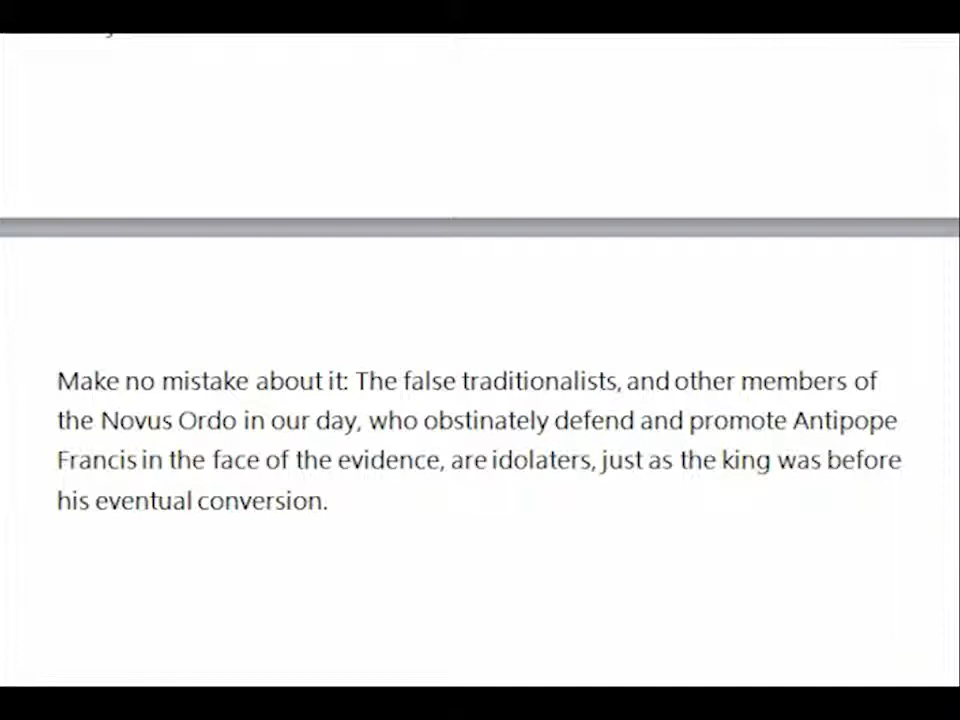 Make no mistake about it: The false traditionalists, and other members of
the Novus Ordo in our day, who obstinately defend and promote Antipope
Francis in the face of the evidence, are idolaters, just as the king was before
his eventual conversion.